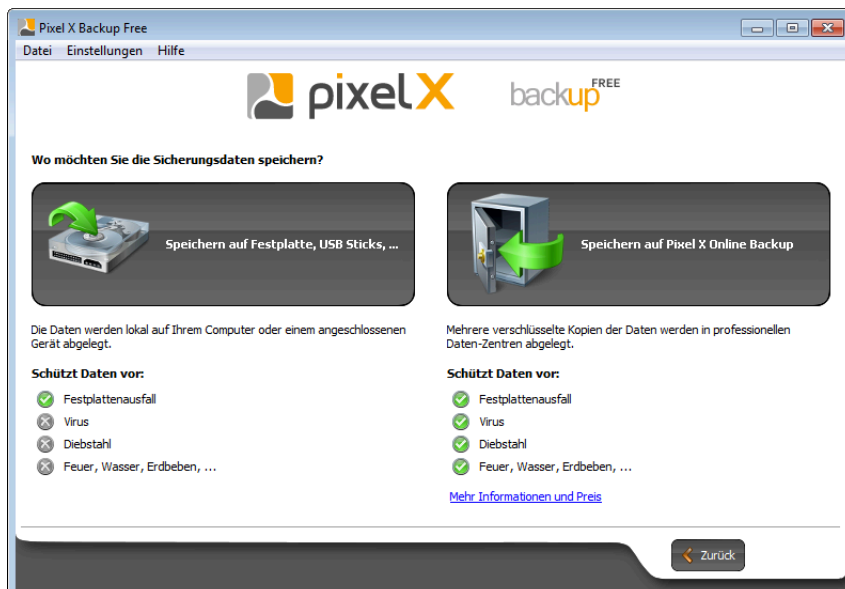 Pixel X Backup Free
Datei Einstellungen Hilfe
pixelX backup FREE
Wo möchten Sie die Sicherungsdaten speichern?
Speichern auf Festplatte, USB Sticks, ...
Speichern auf Pixel X Online Backup
Die Daten werden lokal auf Ihrem Computer oder einem angeschlossenen
Gerät abgelegt.
Schützt Daten vor:
Festplattenausfall
Virus
Diebstahl
Feuer, Wasser, Erdbeben, ...
Mehrere verschlüsselte Kopien der Daten werden in professionellen
Daten-Zentren abgelegt.
Schützt Daten vor:
Festplattenausfall
Virus
Diebstahl
Feuer, Wasser, Erdbeben, ...
Mehr Informationen und Preis
Zurück